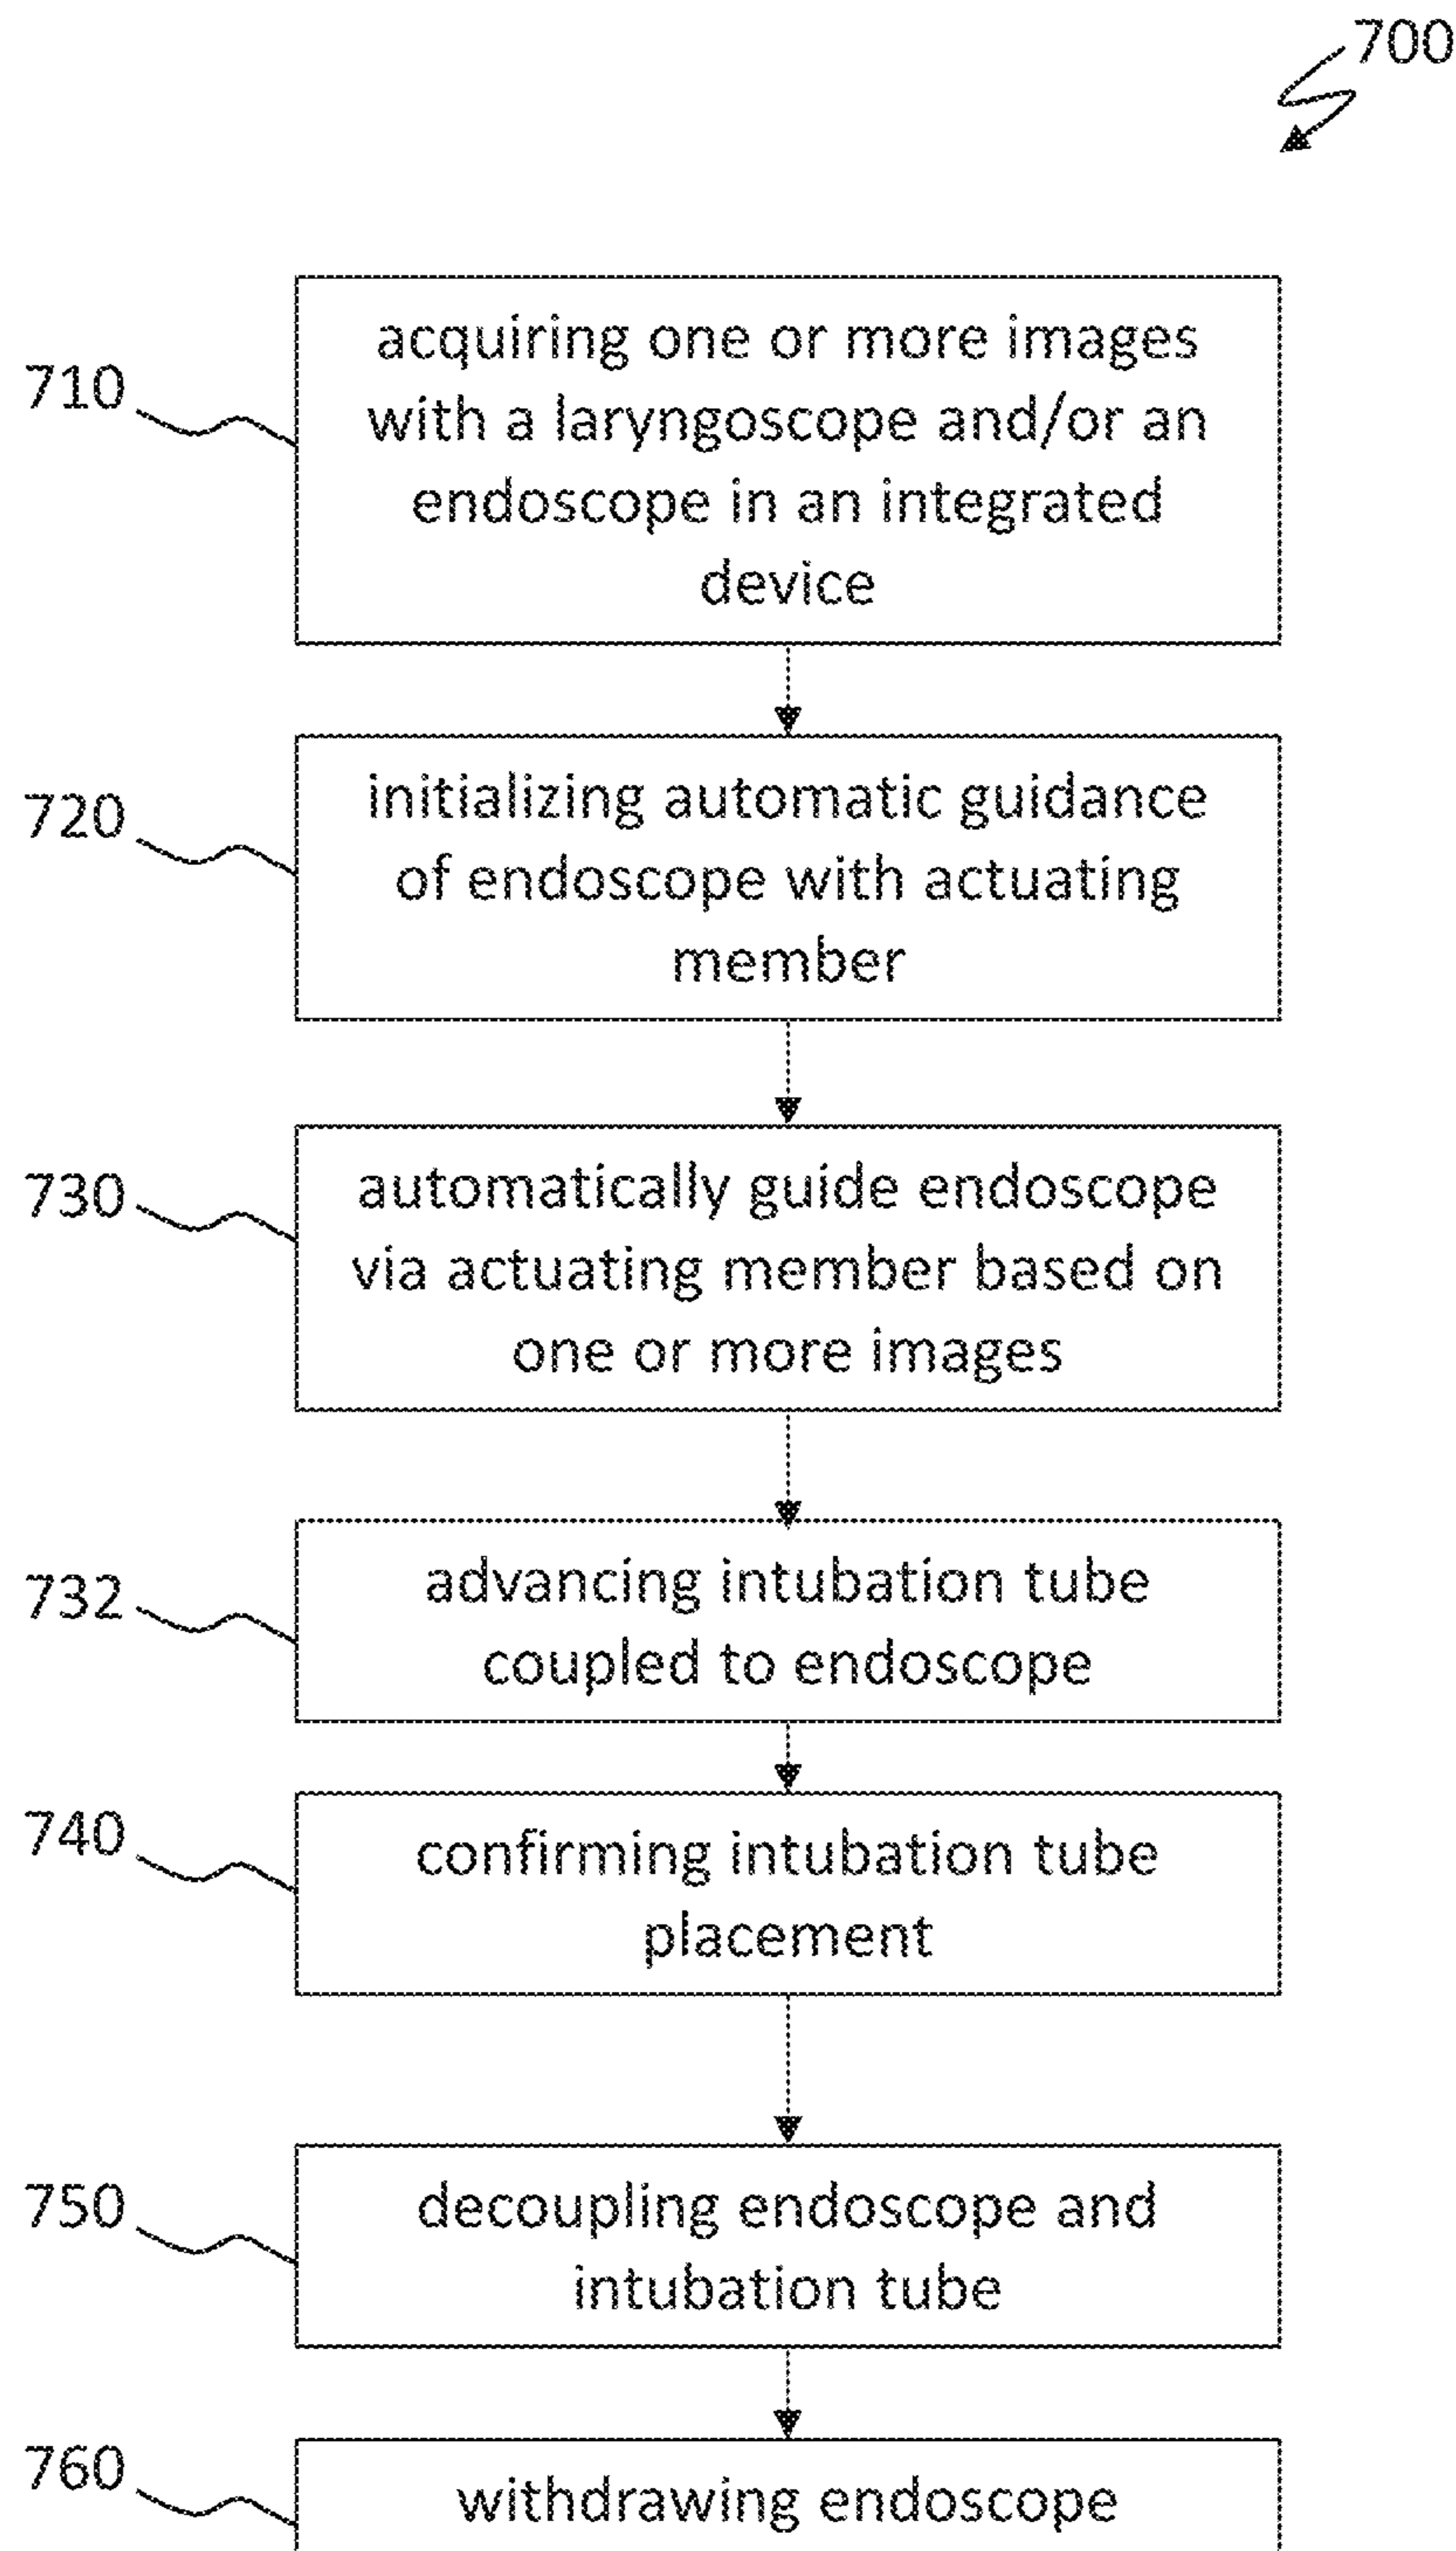 700
710
acquiring one or more images
with a laryngoscope and/or an
endoscope in an integrated
device
720
initializing automatic guidance
of endoscope with actuating
member
730
automatically guide endoscope
via actuating member based on
one or more images
732
advancing intubation tube
coupled to endoscope
740
confirming intubation tube
placement
750
decoupling endoscope and
intubation tube
760
withdrawing endoscope